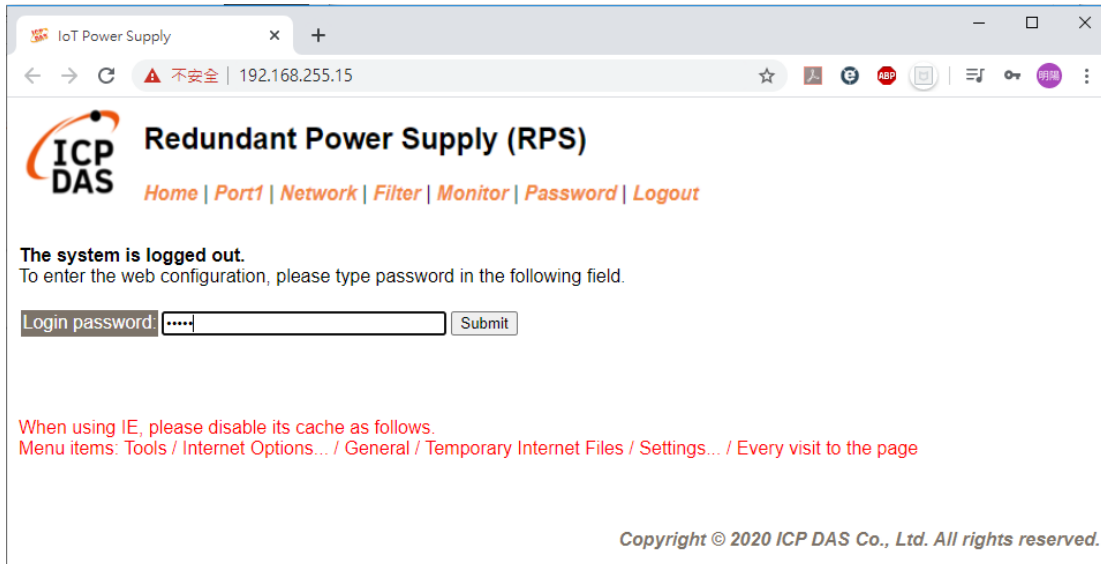 IoT Power Supply
不安全 | 192.168.255.15
ABP
明陽
ICP
DAS
Redundant Power Supply (RPS)
Home | Port1 | Network | Filter | Monitor | Password | Logout
The system is logged out.
To enter the web configuration, please type password in the following field.
Login password: ••••• Submit
When using IE, please disable its cache as follows.
Menu items: Tools / Internet Options... / General / Temporary Internet Files / Settings... / Every visit to the page
Copyright © 2020 ICP DAS Co., Ltd. All rights reserved.